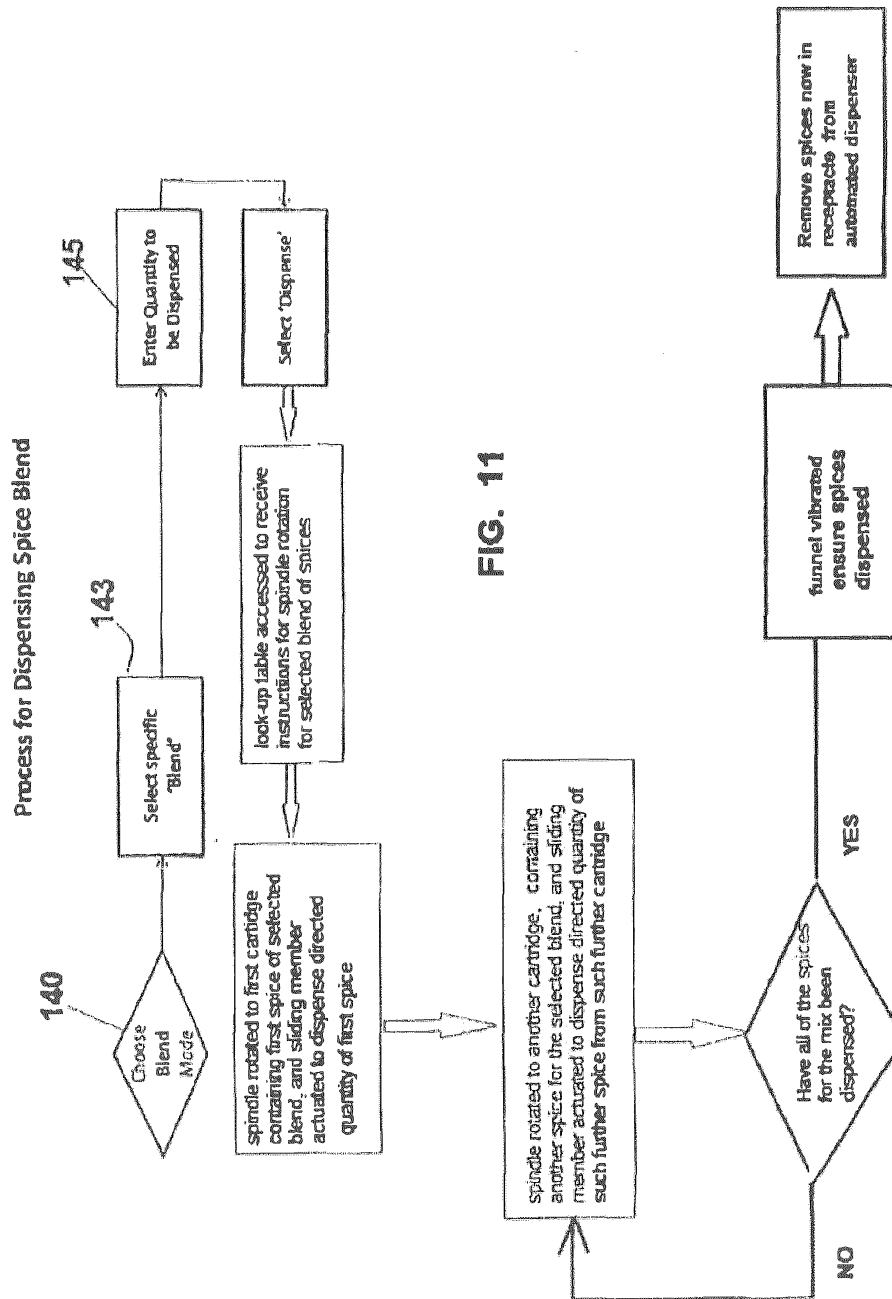 Process for Dispensing Spice Blend
140
Choose
Blend
Mode
143
Select specific
"Blend"
145
Enter Quantity to
be Dispensed
Select 'Dispense'
look-up table accessed to receive
instructions for spindle rotation
for selected blend of spices
spindle rotated to first cartidge
containing first spice of selected
blend, and sliding member
actuated to dispense directed
quantity of first spice
FIG. 11
spindle rotated to another cartridge, containing
another spice for the selected blend, and sliding
member actuated to dispense directed quantity of
such further spice from such further cartridge
Have all of the spices
for the mix been
dispensed?
NO
YES
funnel vibrated
ensure spices
dispensed
Remove spices now in
receptacle from
automated dispenser